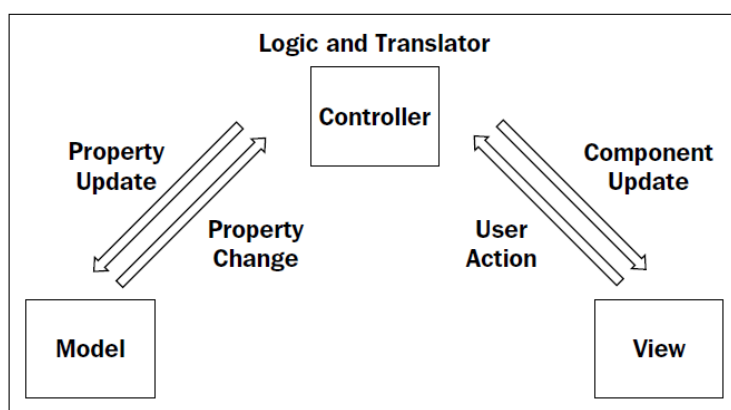 Logic and Translator
Controller
Property
Update
Component
Update
Property
Change
User
Action
Model
View